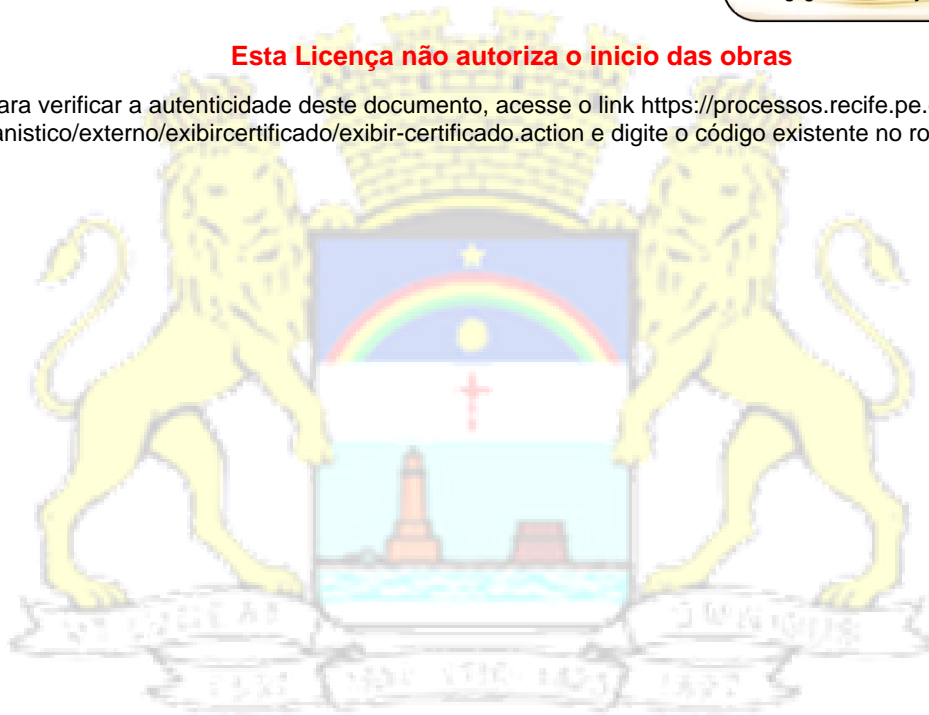 Esta Licença não autoriza o inicio das obras
ara verificar a autenticidade deste documento, acesse o link https://processos.recife.pe.
anistico/externo/exibircertificado/exibir-certificado.action e digite o código existente no ro